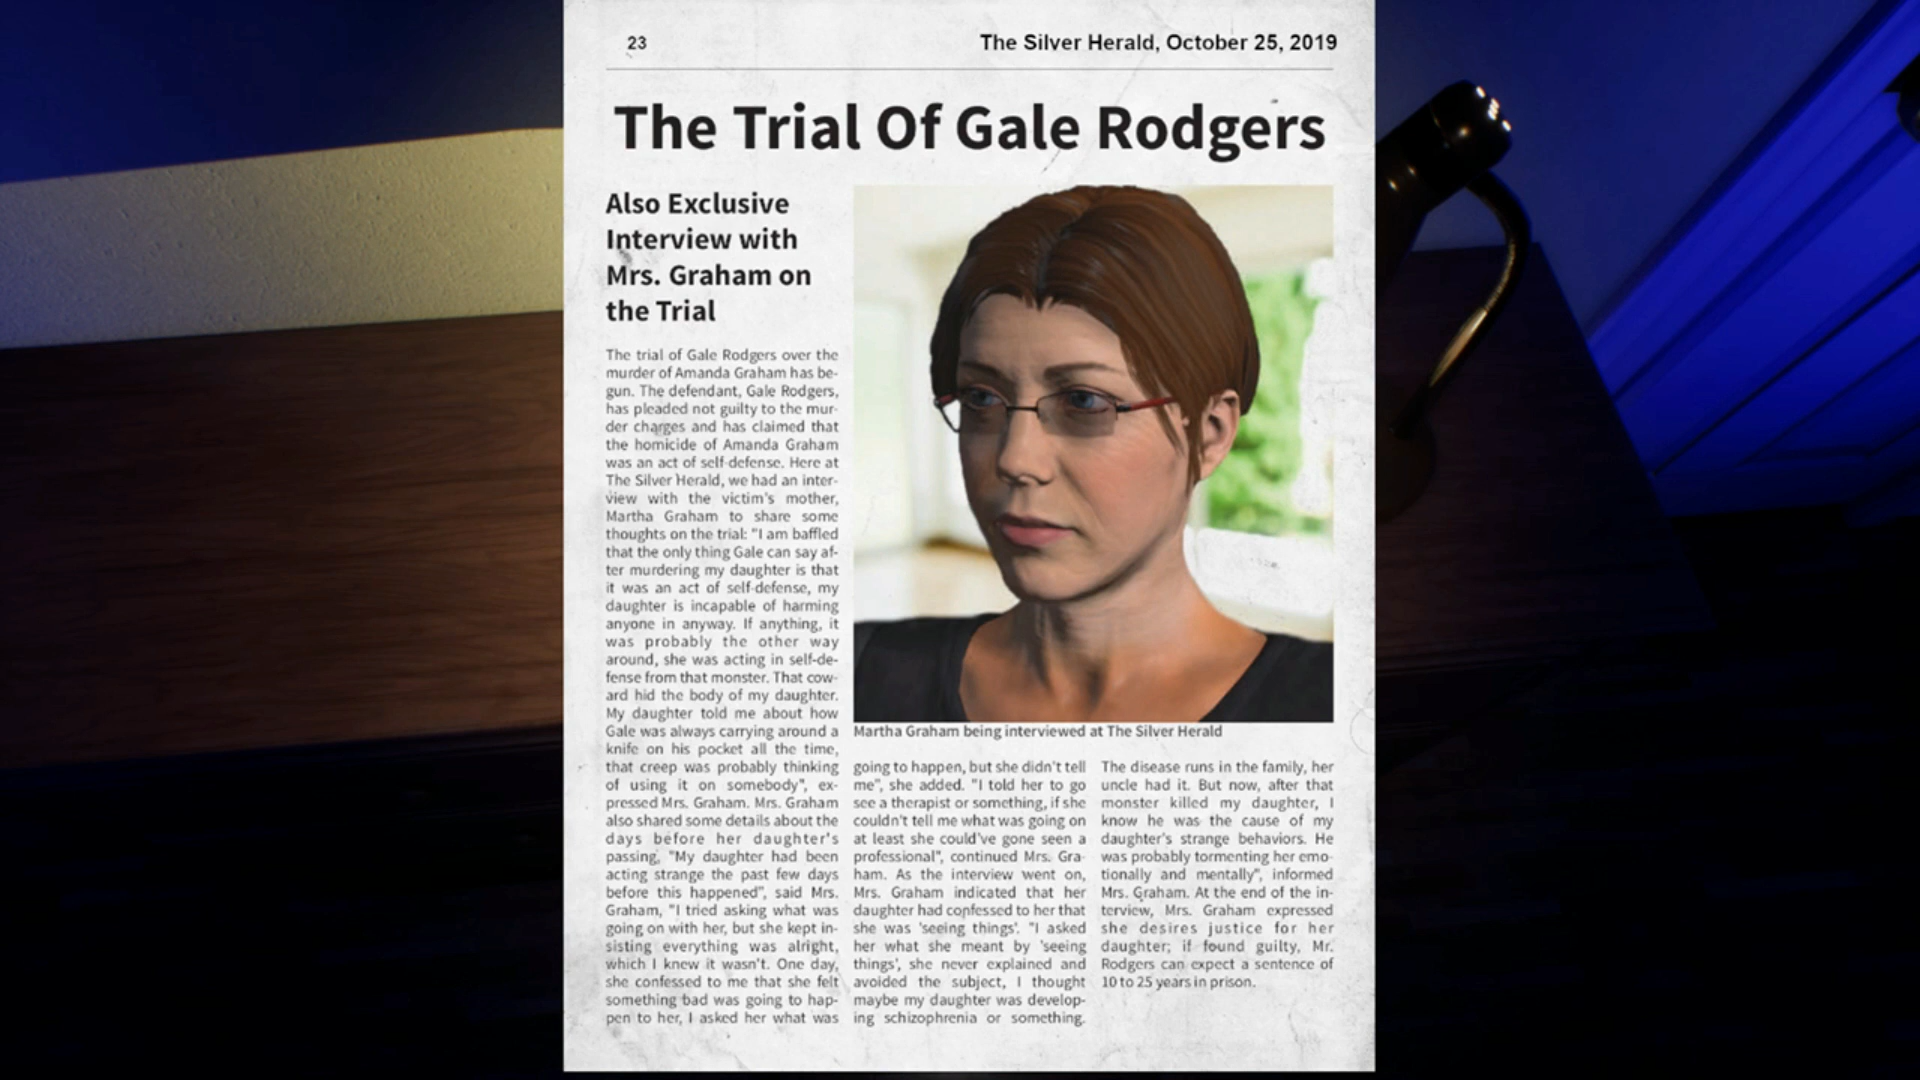 23
The Silver Herald, October 25, 2019
The Trial Of Gale Rodgers
Also Exclusive
Interview with
Mrs. Graham on
the Trial
The trial of Gale Rodgers over the
murder of Amanda Graham has be-
gun. The defendant, Gale Rodgers,
has pleaded not guilty to the mur-
der charges and has claimed that
the homicide of Amanda Graham
was an act of self-defense. Here at
The Silver Herald, we had an inter-
view with the victim's mother,
Martha Graham to share some
thoughts on the trial: "I am baffled
that the only thing Gale can say af-
ter murdering my daughter is that
it was an act of self-defense, my
daughter is incapable of harming
anyone in anyway. If anything, it
was probably the other way
around, she was acting in self-de-
fense from that monster. That cow-
ard hid the body of my daughter.
My daughter told me about how
Gale was always carrying around a
knife on his pocket all the time,
that creep was probably thinking
of using it on somebody", ex-
pressed Mrs. Graham. Mrs. Graham
also shared some details about the
days before her daughter's
passing, "My daughter had been
acting strange the past few days
before this happened", said Mrs.
Graham, "I tried asking what was
going on with her, but she kept in-
sisting everything was alright,
which I knew it wasn't. One day,
she confessed to me that she felt
something bad was going to hap-
pen to her, I asked her what was
Martha Graham being interviewed at The Silver Herald
going to happen, but she didn't tell
me", she added. "I told her to go
see a therapist or something, if she
couldn't tell me what was going on
at least she could've gone seen a
professional", continued Mrs. Gra-
ham. As the interview went on,
Mrs. Graham indicated that her
daughter had confessed to her that
she was 'seeing things'. "I asked
her what she meant by 'seeing
things', she never explained and
avoided the subject, I thought
maybe my daughter was develop-
ing schizophrenia or something.
The disease runs in the family, her
uncle had it. But now, after that
monster killed my daughter, I
know he was the cause of my
daughter's strange behaviors. He
was probably tormenting her emo-
tionally and mentally", informed
Mrs. Graham. At the end of the in-
terview, Mrs. Graham expressed
she desires justice for her
daughter; if found guilty, Mr.
Rodgers can expect a sentence of
10 to 25 years in prison.